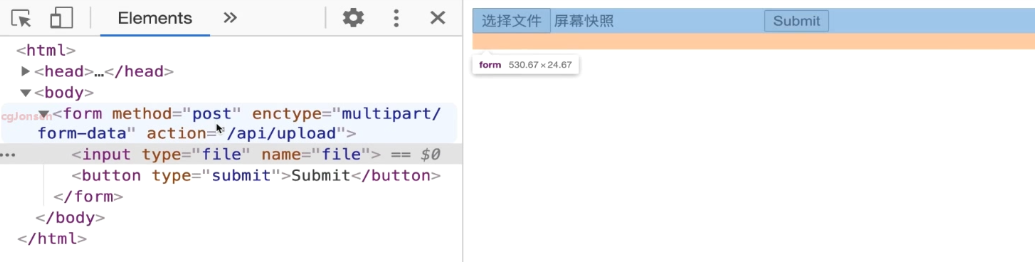 Elements »
<html>
<head>…</head>
<body>
<form method="post" enctype="multipart/
form-data" action="/api/upload">
<input type="file" name="file"> == $0
<button type="submit">Submit</button>
</form>
</body>
</html>
cgJonsen
选择文件 屏幕快照 Submit
form 530.67 × 24.67